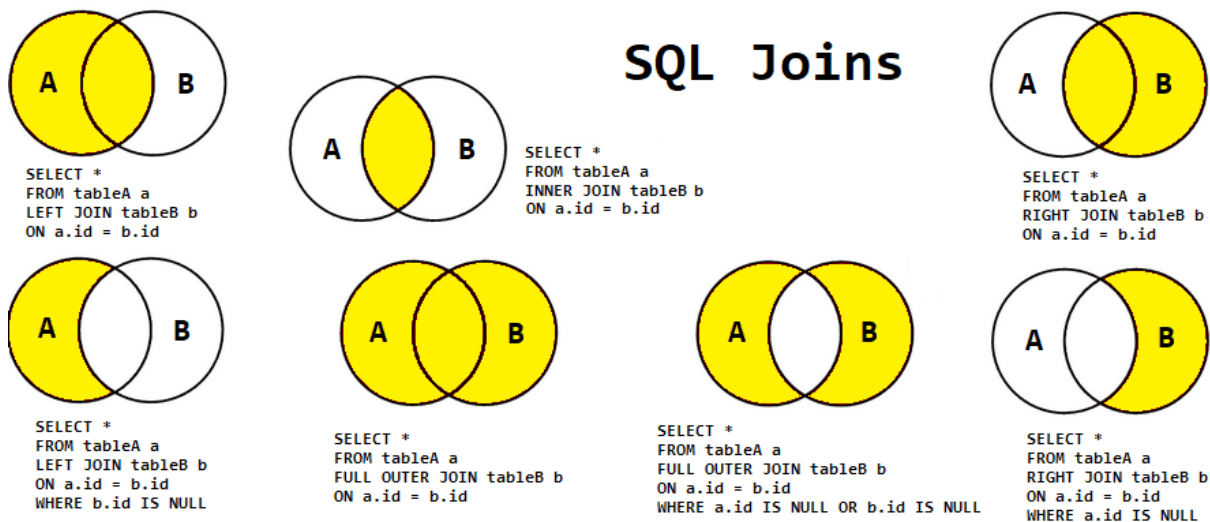 SQL Joins
A B
SELECT *
FROM tableA a
LEFT JOIN tableB b
ON a.id = b.id
A B
SELECT *
FROM tableA a
INNER JOIN tableB b
ON a.id = b.id
A B
SELECT *
FROM tableA a
RIGHT JOIN tableB b
ON a.id = b.id
A B
SELECT *
FROM tableA a
LEFT JOIN tableB b
ON a.id = b.id
WHERE b.id IS NULL
A B
SELECT *
FROM tableA a
FULL OUTER JOIN tableB b
ON a.id = b.id
A B
SELECT *
FROM tableA a
FULL OUTER JOIN tableB b
ON a.id = b.id
WHERE a.id IS NULL OR b.id IS NULL
A B
SELECT *
FROM tableA a
RIGHT JOIN tableB b
ON a.id = b.id
WHERE a.id IS NULL